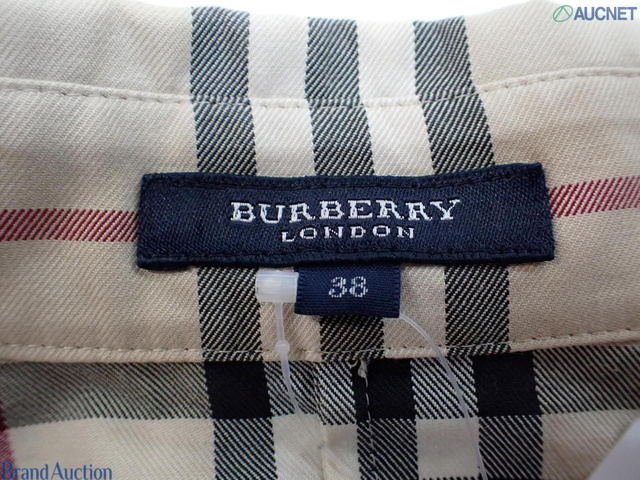 AUCNET
BURBERRY
LONDON
38
Brand Auction